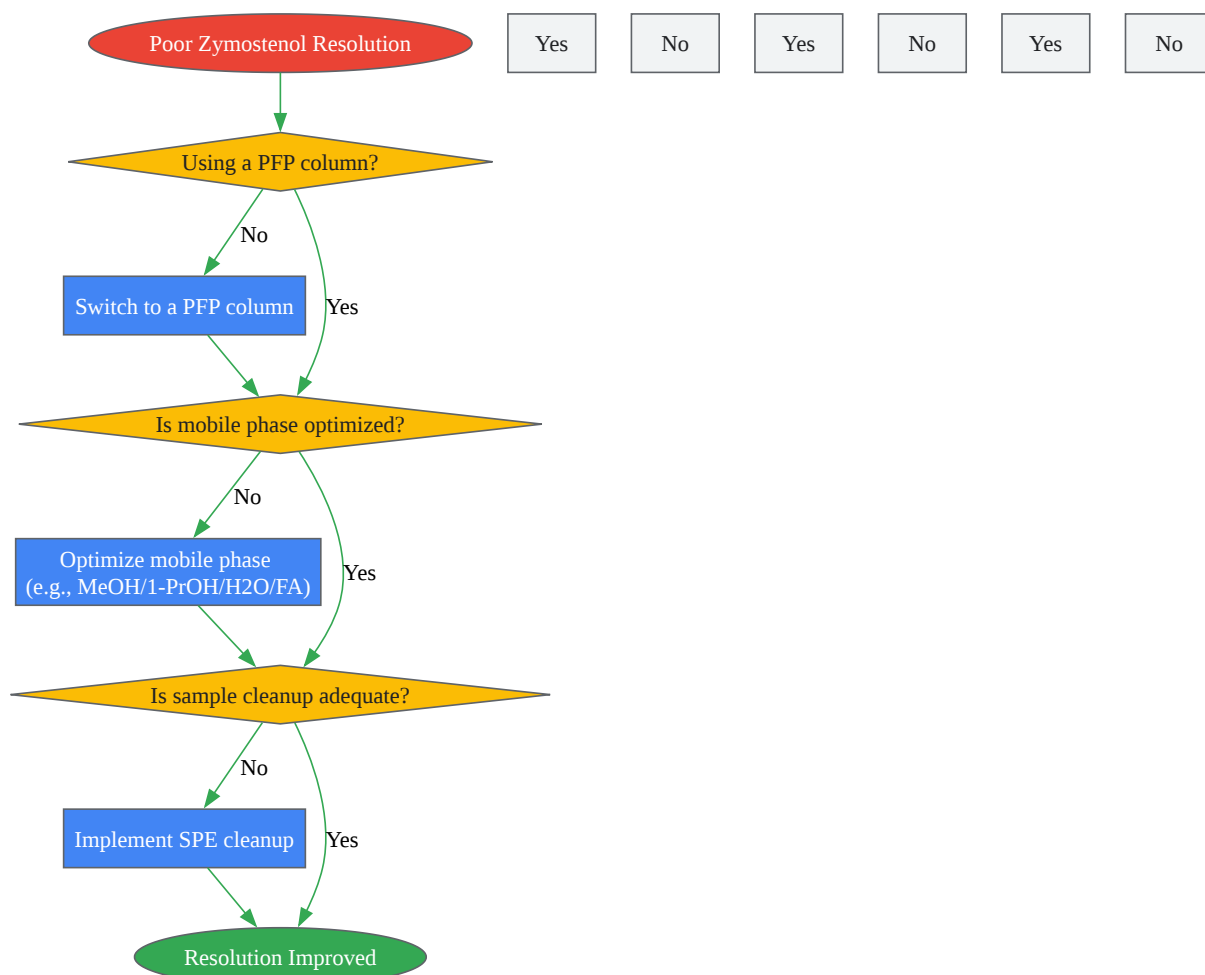 Poor Zymostenol Resolution
Yes
No
Yes
No
Yes
No
Using a PFP column?
No
Switch to a PFP column
Yes
Is mobile phase optimized?
No
Optimize mobile phase
(e.g., MeOH/1-PrOH/H2O/FA)
Yes
Is sample cleanup adequate?
No
Implement SPE cleanup
Yes
Resolution Improved